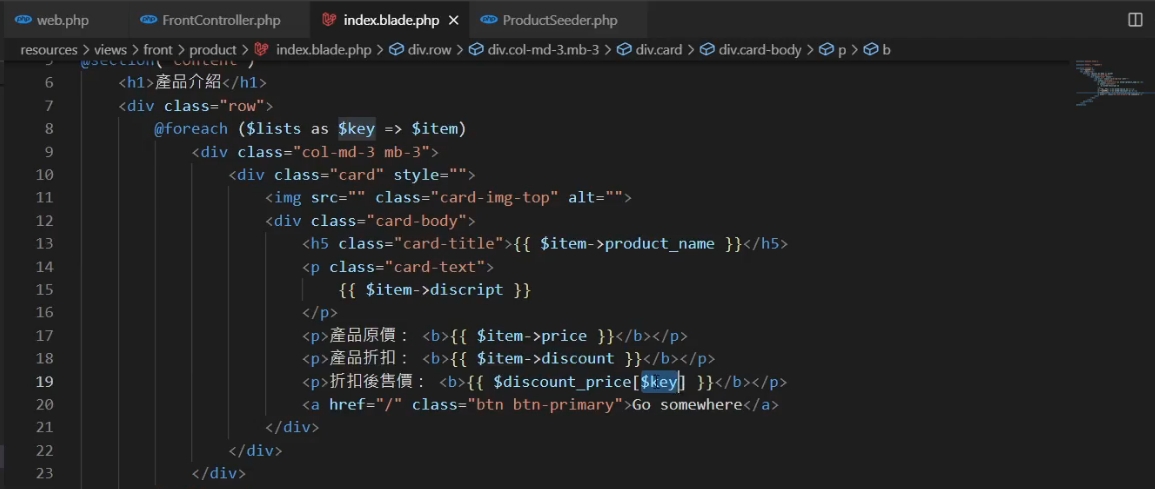 web.php FrontController.php index.blade.php ProductSeeder.php
resources > views > front > product > index.blade.php > div.row > div.col-md-3.mb-3 > div.card > div.card-body > p > b
5 @section('content')
6 <h1>產品介紹</h1>
7 <div class="row">
8 @foreach ($lists as $key => $item)
9 <div class="col-md-3 mb-3">
10 <div class="card" style="">
11 <img src="" class="card-img-top" alt="">
12 <div class="card-body">
13 <h5 class="card-title">{{ $item->product_name }}</h5>
14 <p class="card-text">
15 {{ $item->discript }}
16 </p>
17 <p>產品原價： <b>{{ $item->price }}</b></p>
18 <p>產品折扣： <b>{{ $item->discount }}</b></p>
19 <p>折扣後售價： <b>{{ $discount_price[$key] }}</b></p>
20 <a href="/" class="btn btn-primary">Go somewhere</a>
21 </div>
22 </div>
23 </div>